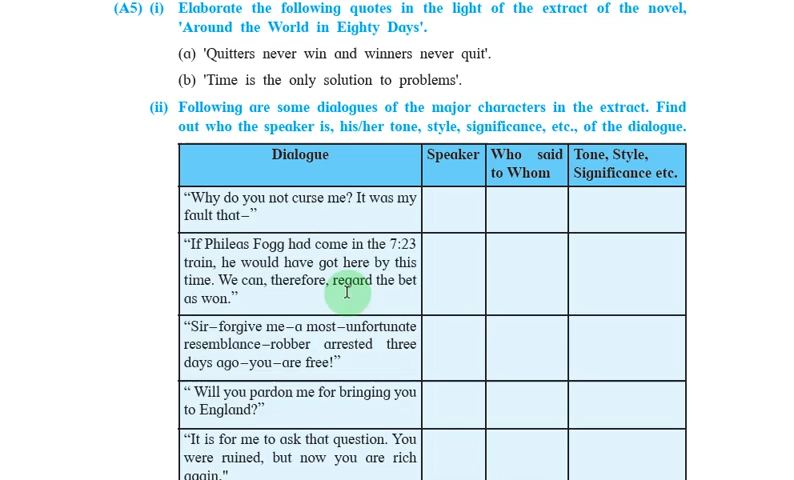 (A5) (i) Elaborate the following quotes in the light of the extract of the novel,
'Around the World in Eighty Days'.
(a) 'Quitters never win and winners never quit'.
(b) 'Time is the only solution to problems'.
(ii) Following are some dialogues of the major characters in the extract. Find
out who the speaker is, his/her tone, style, significance, etc., of the dialogue.
Dialogue Speaker Who said Tone, Style,
to Whom Significance etc.
“Why do you not curse me? It was my
fault that–”
“If Phileas Fogg had come in the 7:23
train, he would have got here by this
time. We can, therefore, regard the bet
as won.”
“Sir–forgive me–a most–unfortunate
resemblance–robber arrested three
days ago–you–are free!”
“ Will you pardon me for bringing you
to England?”
“It is for me to ask that question. You
were ruined, but now you are rich
again."